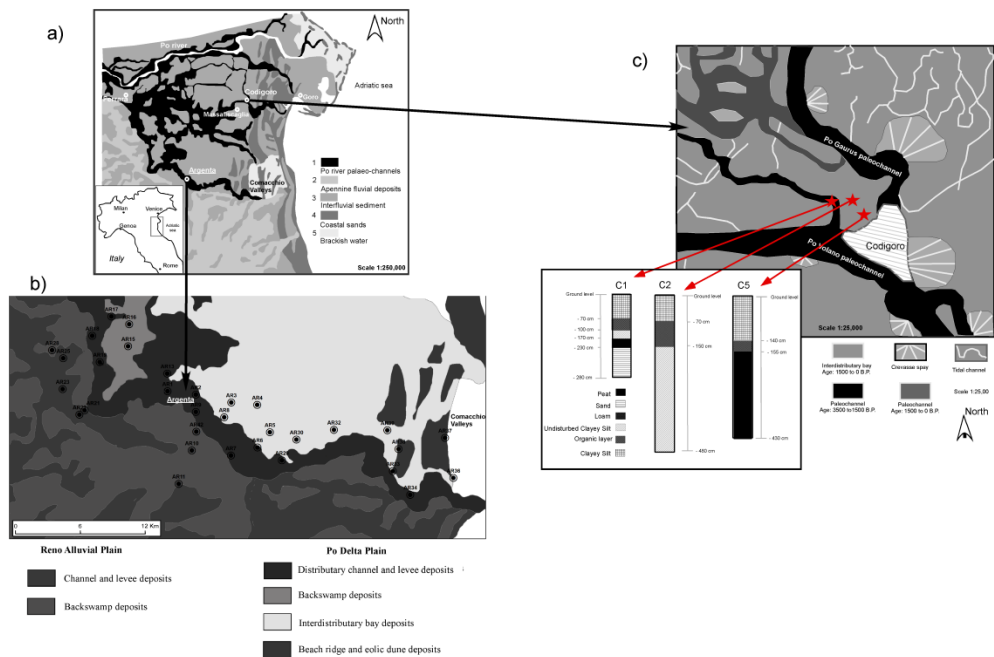 a)
North
Po river
Adriatic sea
Codigoro
Goro
Massafiscaglia
Argenta
Comacchio
Valleys
1
Po river palaeo-channels
2
Apennine fluvial deposits
3
Interfluvial sediment
4
Coastal sands
5
Brackish water
Scale 1:250,000
Milan
Venice
Genoa
Adriatic
sea
Italy
Rome
b)
AR17
AR16
AR15
Argenta
AR3
AR4
AR8
AR5
AR6
AR30
AR32
AR34
AR36
Comacchio
Valleys
0
6
12 Km
Reno Alluvial Plain
Channel and levee deposits
Backswamp deposits
Po Delta Plain
Distributary channel and levee deposits
Backswamp deposits
Interdistributary bay deposits
Beach ridge and eolic dune deposits
c)
Po Gaurus paleochannel
Po Volano paleochannel
Codigoro
Scale 1:25,000
C1
C2
C5
Ground level
- 70 cm
- 100 cm
- 170 cm
- 230 cm
- 280 cm
Ground level
- 70 cm
- 150 cm
- 450 cm
Ground level
- 140 cm
- 155 cm
- 430 cm
Peat
Sand
Loam
Undisturbed Clayey Silt
Organic layer
Clayey Silt
Interdistributary bay
Age: 1500 to 0 B.P.
Crevasse spay
Tidal channel
Paleochannel
Age: 3500 to1500 B.P.
Paleochannel
Age: 1500 to 0 B.P.
Scale 1:25,00
North